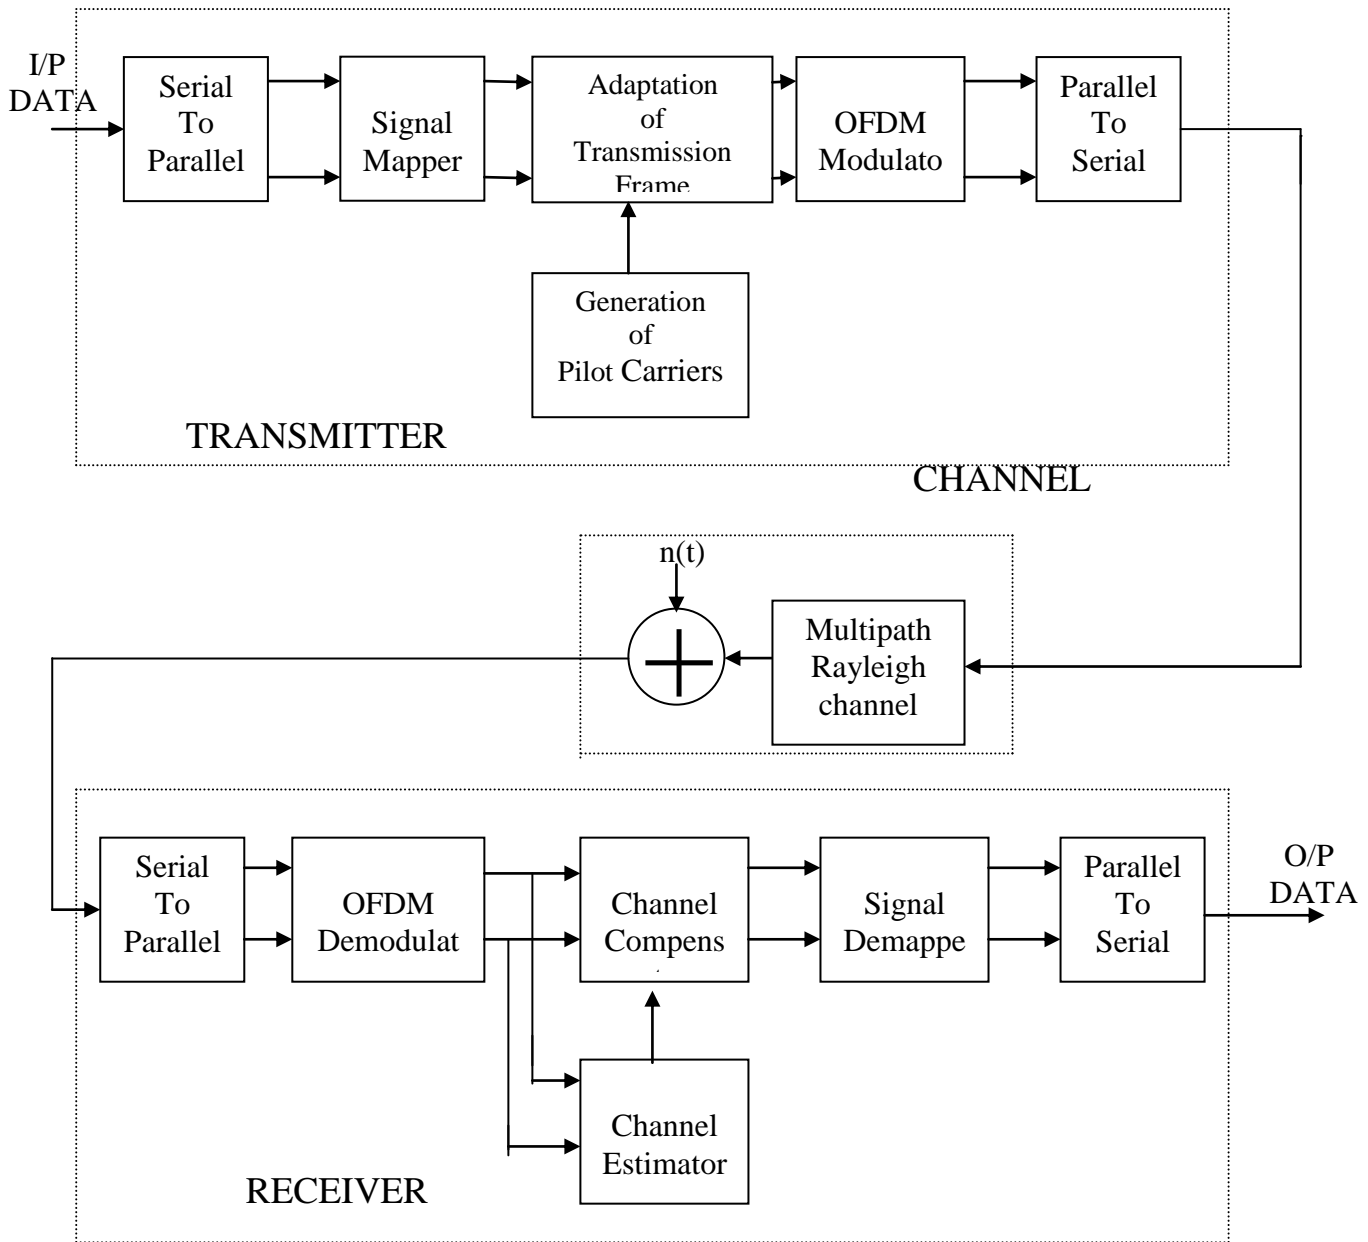 I/P
DATA
Serial
To
Parallel
Signal
Mapper
Adaptation
of
Transmission
Frame
OFDM
Modulato
Parallel
To
Serial
Generation
of
Pilot Carriers
TRANSMITTER
CHANNEL
n(t)
Multipath
Rayleigh
channel
Serial
To
Parallel
OFDM
Demodulat
Channel
Compens
Signal
Demappe
Parallel
To
Serial
O/P
DATA
Channel
Estimator
RECEIVER